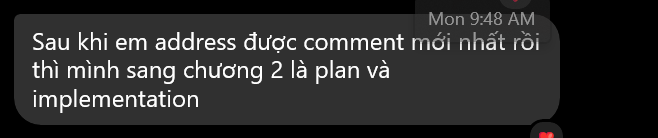 Mon 9:48 AM
Sau khi em address được comment mới nhất rồi
thì mình sang chương 2 là plan và
implementation